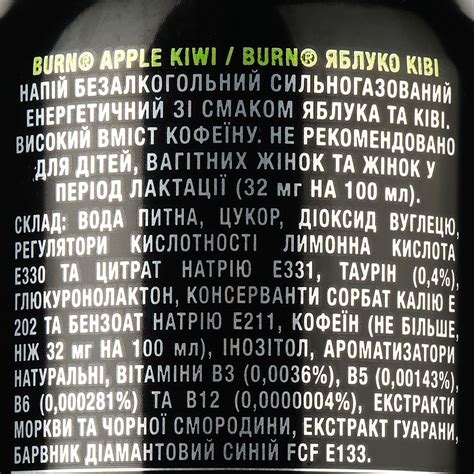 BURN® APPLE KIWI / BURN® ЯБЛУКО КІВІ
НАПІЙ БЕЗАЛКОГОЛЬНИЙ СИЛЬНОГАЗОВАНИЙ
ЕНЕРГЕТИЧНИЙ ЗІ СМАКОМ ЯБЛУКА ТА КІВІ.
ВИСОКИЙ ВМІСТ КОФЕЇНУ. НЕ РЕКОМЕНДОВАНО
ДЛЯ ДІТЕЙ, ВАГІТНИХ ЖІНОК ТА ЖІНОК У
ПЕРІОД ЛАКТАЦІЇ (32 мг НА 100 мл).
СКЛАД: ВОДА ПИТНА, ЦУКОР, ДІОКСИД ВУГЛЕЦЮ,
РЕГУЛЯТОРИ КИСЛОТНОСТІ ЛИМОННА КИСЛОТА
Е330 ТА ЦИТРАТ НАТРІЮ Е331, ТАУРІН (0,4%),
ГЛЮКУРОНОЛАКТОН, КОНСЕРВАНТИ СОРБАТ КАЛІЮ Е
202 ТА БЕНЗОАТ НАТРІЮ Е211, КОФЕЇН (НЕ БІЛЬШЕ,
НІЖ 32 мг НА 100 мл), ІНОЗІТОЛ, АРОМАТИЗАТОРИ
НАТУРАЛЬНІ, ВІТАМІНИ В3 (0,0036%), В5 (0,00143%),
В6 (0,000281%) ТА В12 (0,0000004%), ЕКСТРАКТИ
МОРКВИ ТА ЧОРНОЇ СМОРОДИНИ, ЕКСТРАКТ ГУАРАНИ,
БАРВНИК ДІАМАНТОВИЙ СИНІЙ FCF Е133.